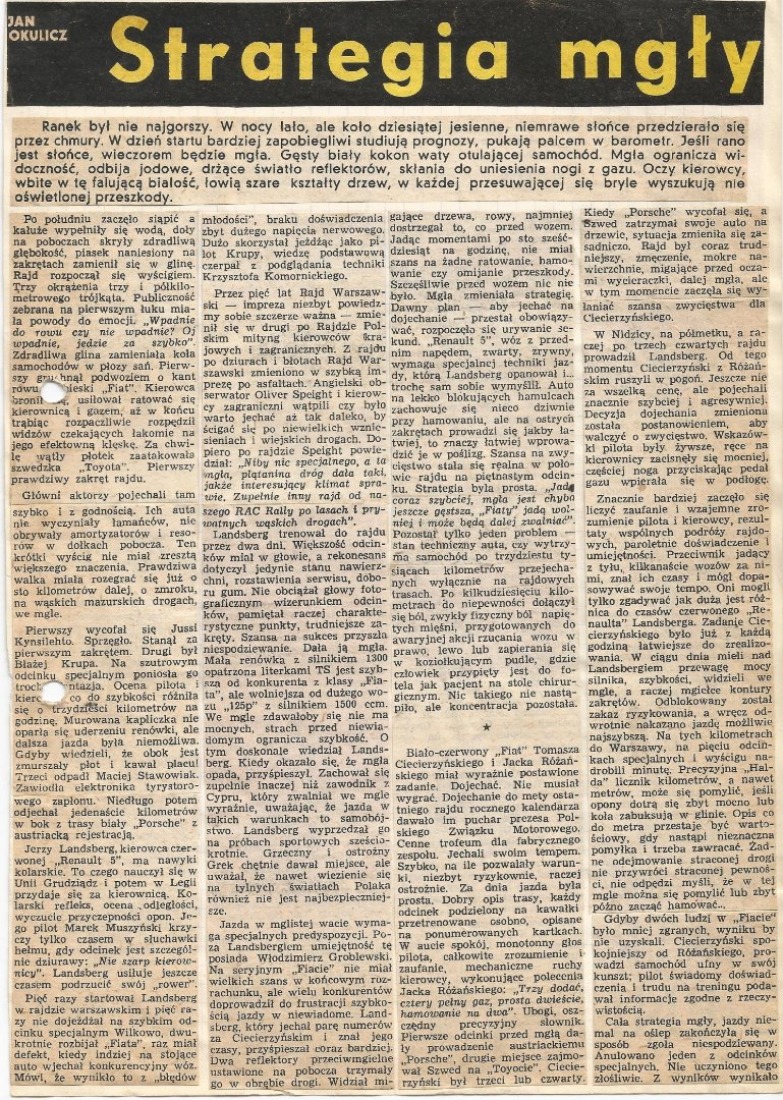 JAN
OKULICZ
Strategia mgły
Ranek był nie najgorszy. W nocy lało, ale koło dziesiątej jesienne, niemrawe słońce przedzierało się
przez chmury. W dzień startu bardziej zapobiegliwi studiują prognozy, pukają palcem w barometr. Jeśli rano
jest słońce, wieczorem będzie mgła. Gęsty biały kokon waty otulającej samochód. Mgła ogranicza wi-
doczność, odbija jodowe, drżące światło reflektorów, skłania do uniesienia nogi z gazu. Oczy kierowcy,
wbite w tę falującą białość, łowią szare kształty drzew, w każdej przesuwającej się bryle wyszukują nie
oświetlonej przeszkody.
Po południu zaczęło siąpić a
kałuże wypełniły się wodą, doły
na poboczach skryły zdradliwą
głębokość, piasek naniesiony na
zakrętach zamienił się w glinę.
Rajd rozpoczął się wyścigiem.
Trzy okrążenia trzy i półkilo-
metrowego trójkąta. Publiczność
zebrana na pierwszym łuku mia-
ła powody do emocji. „Wpadnie
do rowu czy nie wpadnie? Oj
wpadnie, jedzie za szybko".
Zdradliwa glina zamieniała koła
samochodów w płozy sań. Pierw-
szy podwoziem o kant
rowu „Fiat". Kierowca
usiłował ratować się
kierownicą i gazem, aż w końcu
trąbiąc rozpaczliwie rozpędził
widzów czekających łakomie na
jego efektowną klęskę. Za chwi-
lę wątły płotek zaatakowała
szwedzka „Toyota". Pierwszy
prawdziwy zakręt rajdu.
Główni aktorzy pojechali tam
szybko i z godnością. Ich auta
nie wyczyniały łamańców, nie
obrywały amortyzatorów i reso-
rów w dołkach pobocza. Ten
krótki wyścig nie miał zresztą
większego znaczenia. Prawdziwa
walka miała rozegrać się już o
sto kilometrów dalej, o zmroku,
na wąskich mazurskich drogach,
we mgle.
Pierwszy wycofał się Jussi
Kynsilehto. Sprzęgło. Stanął za
pierwszym zakrętem. Drugi był
Błażej Krupa. Na szutrowym
odcinku specjalnym poniosła go
fantazja. Ocena pilota i
co do szybkości różniła
się o trzydzieści kilometrów na
godzinę. Murowana kapliczka nie
oparła się uderzeniu renówki, ale
dalsza jazda była niemożliwa.
Gdyby wiedzieli, że obok jest
zmurszały płot i kawał placu!
Trzeci odpadł Maciej Stawowiak.
Zawiodła elektronika tyrystoro-
wego zapłonu. Niedługo potem
odjechał jedenaście kilometrów
w bok z trasy biały „Porsche" z
austriacką rejestracją.
Jerzy Landsberg, kierowca czer-
wonej „Renault 5", ma nawyki
kolarskie. To czego nauczył się w
Unii Grudziądz i potem w Legii
przydaje się za kierownicą. Ko-
larski refleks, ocena odległości,
wyczucie przyczepności opon. Je-
go pilot Marek Muszyński krzy-
czy tylko czasem w słuchawki
hełmu, gdy odcinek jest szczegól-
nie dziurawy: „Nie szarp kierow-
nicy". Landsberg usiłuje jeszcze
czasem podrzucić swój „rower".
Pięć razy startował Landsberg
w rajdzie warszawskim i pięć ra-
zy nie dojeżdżał na szybkim od-
cinku specjalnym Wilkowo, dwu-
krotnie rozbijał „Fiata", raz miał
defekt, kiedy indziej na stojące
auto wjechał konkurencyjny wóz.
Mówi, że wynikło to z „błędów
młodości", braku doświadczenia
zbyt dużego napięcia nerwowego.
Dużo skorzystał jeżdżąc jako pi-
lot Krupy, wiedzę podstawową
czerpał z podglądania techniki
Krzysztofa Komornickiego.
Przez pięć lat Rajd Warszaw-
ski — impreza niezbyt powiedz-
my sobie szczerze ważna — zmie-
nił się w drugi po Rajdzie Pol-
skim mityng kierowców kra-
jowych i zagranicznych. Z rajdu
po dziurach i błotach Rajd War-
szawski zmieniono w szybką im-
prezę po asfaltach. Angielski ob-
serwator Oliver Speight i kierow-
cy zagraniczni wątpili czy było
warto jechać aż tak daleko, by
ścigać się po niewielkich wznie-
sieniach i wiejskich drogach. Do-
piero po rajdzie Speight powie-
dział: „Niby nic specjalnego, a ta
mgła, plątanina dróg dała taki,
jakże interesujący klimat spra-
wie. Zupełnie inny rajd od na-
szego RAC Rally po lasach i pry-
watnych wąskich drogach".
Landsberg trenował do rajdu
przez dwa dni. Większość odcin-
ków miał w głowie, a rekonesans
dotyczył jedynie stanu nawierz-
chni, rozstawienia serwisu, dobo-
ru gum. Nie obciążał głowy foto-
graficznym wizerunkiem odcin-
ków, pamiętał raczej charakte-
rystyczne punkty, trudniejsze za-
kręty. Szansa na sukces przyszła
niespodziewanie. Dała ją mgła.
Mała renówka z silnikiem 1300
opatrzona literkami TS jest szyb-
sza od konkurenta z klasy „Fia-
ta", ale wolniejsza od dużego wo-
zu „125p" z silnikiem 1500 ccm.
We mgle zdawałoby się nie ma
mocnych, strach przed niewia-
domym ogranicza szybkość. O
tym doskonale wiedział Lands-
berg. Kiedy okazało się, że mgła
opada, przyśpieszył. Zachował się
zupełnie inaczej niż zawodnik z
Cypru, który zwalniał we mgle
wyraźnie, uważając, że jazda w
takich warunkach to samobój-
stwo. Landsberg wyprzedzał go
na próbach sportowych sześcio-
krotnie. Grzeczny i ostrożny
Grek chętnie dawał miejsce, ale
uważał, że nawet wiezienie się
na tylnych światłach Polaka
również nie jest najbezpieczniej-
sze.
Jazda w mglistej wacie wyma-
ga specjalnych predyspozycji. Po-
za Landsbergiem umiejętność tę
posiada Włodzimierz Groblewski.
Na seryjnym „Fiacie" nie miał
wielkich szans w końcowym roz-
rachunku, ale wielu konkurentów
doprowadził do frustracji szybko-
ścią jazdy w niewiadome. Land-
sberg, który jechał parę numerów
za Ciecierzyńskim i znał jego
czasy, przyśpieszał coraz bardziej.
Dwa reflektory przeciwmgielne
ustawione na pobocza trzymały
go w obrębie drogi. Widział mi-
gające drzewa, rowy, najmniej
dostrzegał to, co przed wozem.
Jadąc momentami po sto sześć-
dziesiąt na godzinę, nie miał
szans na żadne ratowanie, hamo-
wanie czy omijanie przeszkody.
Szczęśliwie przed wozem nie nie
było. Mgła zmieniała strategię.
Dawny plan — aby jechać na
dojechanie — przestał obowiązy-
wać, rozpoczęło się urywanie se-
kund. „Renault 5", wóz z przed-
nim napędem, zwarty, zrywny,
wymaga specjalnej techniki jaz-
dy, którą Landsberg opanował i...
trochę sam sobie wymyślił. Auto
na lekko blokujących hamulcach
zachowuje się nieco dziwnie
przy hamowaniu, ale na ostrych
zakrętach prowadzi się jakby ła-
twiej, to znaczy łatwiej wprowa-
dzić je w poślizg. Szansa na zwy-
cięstwo stała się realna w poło-
wie rajdu na piętnastym odcin-
ku. Strategia była prosta. „Jadą
coraz szybciej, mgła jest chyba
jeszcze gęstsza, „Fiaty" jadą wol-
niej i może będą dalej zwalniać".
Pozostał tylko jeden problem —
stan techniczny auta, czy wytrzy-
ma samochód po trzydziestu ty-
siącach kilometrów przejecha-
nych wyłącznie na rajdowych
trasach. Po kilkudziesięciu kilo-
metrach do niepewności dołączył
się ból, zwykły fizyczny ból napię-
tych mięśni, przygotowanych do
awaryjnej akcji rzucania wozu w
prawo, lewo lub zapierania się
w koziołkującym pudle, gdzie
człowiek przypięty jest do fo-
tela jak pacjent na stole chirur-
gicznym. Nic takiego nie nastą-
piło, ale koncentracja pozostała.
★
Biało-czerwony „Fiat" Tomasza
Ciecierzyńskiego i Jacka Różań-
skiego miał wyraźnie postawione
zadanie. Dojechać. Nie musiał
wygrać. Dojechanie do mety osta-
tniego rajdu rocznego kalendarza
dawało im puchar prezesa Pol-
skiego Związku Motorowego.
Cenne trofeum dla fabrycznego
zespołu. Jechali swoim tempem.
Szybko, na ile pozwalały warun-
ki, niezbyt ryzykownie, raczej
ostrożnie. Za dnia jazda była
prosta. Dobry opis trasy, każdy
odcinek podzielony na kawałki
przetrenowane osobno, opisane
na ponumerowanych kartkach.
W aucie spokój, monotonny głos
pilota, całkowite zrozumienie i
zaufanie, mechaniczne ruchy
kierowcy, wykonujące polecenia
Jacka Różańskiego: „Trzy dodać,
cztery pełny gaz, prosta dwieście,
hamowanie na dwa". Ubogi, osz-
czędny precyzyjny słownik.
Pierwsze odcinki przed mgłą da-
ły prowadzenie austriackiemu
„Porsche", drugie miejsce zajmo-
wał Szwed na „Toyocie", Ciecie-
rzyński był trzeci lub czwarty.
Kiedy „Porsche" wycofał się, a
Szwed zatrzymał swoje auto na
drzewie, sytuacja zmieniła się za-
sadniczo. Rajd był coraz trud-
niejszy, zmęczenie, mokre na-
wierzchnie, migające przed ocza-
mi wycieraczki, dalej mgła, ale
w tym momencie zaczęła się wy-
łaniać szansa zwycięstwa dla
Ciecierzyńskiego.
W Nidzicy, na półmetku, a ra-
czej po trzech czwartych rajdu
prowadził Landsberg. Od tego
momentu Ciecierzyński z Różań-
skim ruszyli w pogoń. Jeszcze nie
za wszelką cenę, ale pojechali
znacznie szybciej i agresywniej.
Decyzja dojechania zmieniona
została postanowieniem, aby
walczyć o zwycięstwo. Wskazów-
ki pilota były żywsze, ręce na
kierownicy zacisnęły się mocniej,
częściej noga przyciskając pedał
gazu wpierała się w podłogę.
Znacznie bardziej zaczęło się
liczyć zaufanie i wzajemne zro-
zumienie pilota i kierowcy, rezul-
taty wspólnych podróży rajdo-
wych, paroletnie doświadczenie i
umiejętności. Przeciwnik jadący
z tyłu, kilkanaście wozów za ni-
mi, znał ich czasy i mógł dopa-
sowywać swoje tempo. Oni mogli
tylko zgadywać jak duża jest róż-
nica do czasów czerwonego „Re-
naulta" Landsberga. Zadanie Cie-
cierzyńskiego było już z każdą
godziną łatwiejsze do zrealizo-
wania. W ciągu dnia mieli nad
Landsbergiem przewagę mocy
silnika, szybkości, widzieli we
mgle, a raczej mgiełce kontury
zakrętów. Odblokowany został
zakaz ryzykowania, a wręcz od-
wrotnie nakazano jazdę możliwie
najszybszą. Na tych kilometrach
do Warszawy, na pięciu odcin-
kach specjalnych i wyścigu na-
drobili minutę. Precyzyjna „Hal-
da" licznik kilometrów, a nawet
metrów, może się pomylić, jeśli
opony dotrą się zbyt mocno lub
koła zabuksują w glinie. Opis co
do metra przestaje być warto-
ściowy, gdy nastąpi nieznaczna
pomyłka i trzeba zawracać. Żad-
ne odejmowanie straconej drogi
nie przywróci straconej pewnoś-
ci, nie odpędzi myśli, że w tej
mgle można się pomylić lub zbyt
późno zacząć hamować...
Gdyby dwóch ludzi w „Fiacie"
było mniej zgranych, wyniku by
nie uzyskali. Ciecierzyński spo-
kojniejszy od Różańskiego, pro-
wadzi samochód ufny w swój
kunszt; pilot świadomy doświad-
czenia i trudu na treningu poda-
wał informacje zgodne z rzeczy-
wistością.
Cała strategia mgły, jazdy nie-
mal na oślep zakończyła się w
sposób zgoła niespodziewany.
Anulowano jeden z odcinków
specjalnych. Nie uczyniono tego
złośliwie. Z wyników wynikało